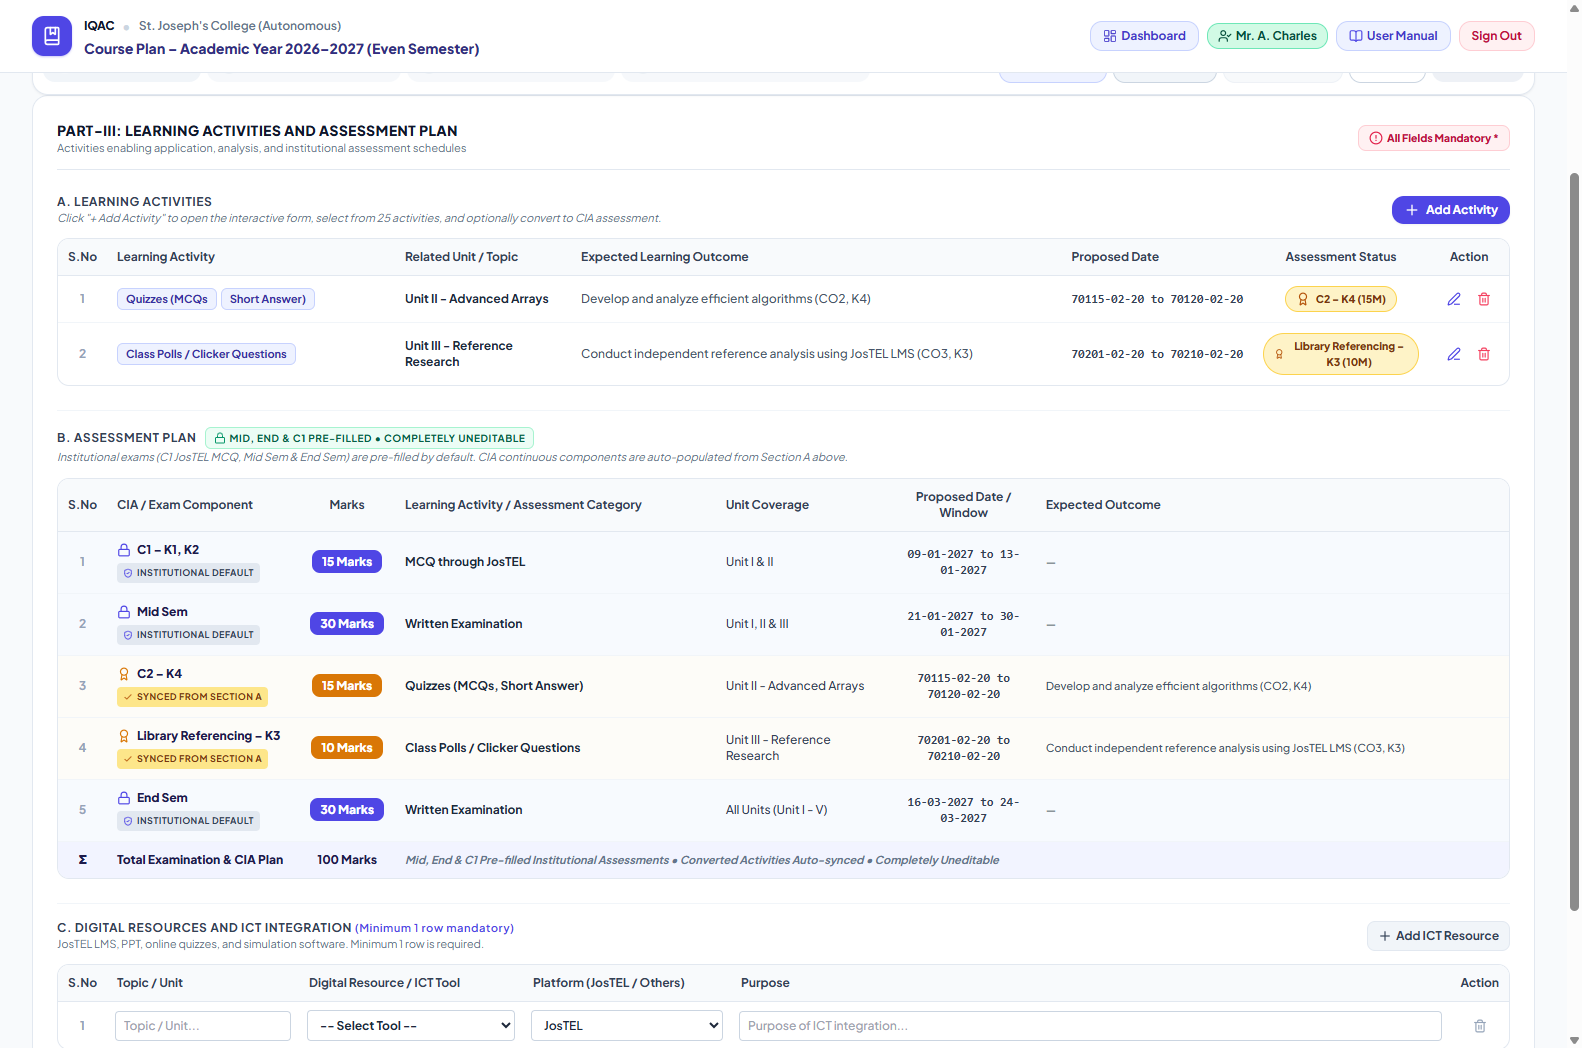 IQAC • St. Joseph's College (Autonomous)
Course Plan – Academic Year 2026–2027 (Even Semester)
Dashboard
Mr. A. Charles
User Manual
Sign Out
PART–III: LEARNING ACTIVITIES AND ASSESSMENT PLAN
Activities enabling application, analysis, and institutional assessment schedules
All Fields Mandatory *
A. LEARNING ACTIVITIES
Click "+ Add Activity" to open the interactive form, select from 25 activities, and optionally convert to CIA assessment.
+ Add Activity
S.No Learning Activity Related Unit / Topic Expected Learning Outcome Proposed Date Assessment Status Action
1 Quizzes (MCQs Short Answer) Unit II - Advanced Arrays Develop and analyze efficient algorithms (CO2, K4) 70115-02-20 to 70120-02-20 C2 – K4 (15M)
2 Class Polls / Clicker Questions Unit III - Reference Research Conduct independent reference analysis using JosTEL LMS (CO3, K3) 70201-02-20 to 70210-02-20 Library Referencing – K3 (10M)
B. ASSESSMENT PLAN MID, END & C1 PRE-FILLED • COMPLETELY UNEDITABLE
Institutional exams (C1 JosTEL MCQ, Mid Sem & End Sem) are pre-filled by default. CIA continuous components are auto-populated from Section A above.
S.No CIA / Exam Component Marks Learning Activity / Assessment Category Unit Coverage Proposed Date / Window Expected Outcome
1 C1 – K1, K2 INSTITUTIONAL DEFAULT 15 Marks MCQ through JosTEL Unit I & II 09-01-2027 to 13-01-2027 —
2 Mid Sem INSTITUTIONAL DEFAULT 30 Marks Written Examination Unit I, II & III 21-01-2027 to 30-01-2027 —
3 C2 – K4 SYNCED FROM SECTION A 15 Marks Quizzes (MCQs, Short Answer) Unit II - Advanced Arrays 70115-02-20 to 70120-02-20 Develop and analyze efficient algorithms (CO2, K4)
4 Library Referencing – K3 SYNCED FROM SECTION A 10 Marks Class Polls / Clicker Questions Unit III - Reference Research 70201-02-20 to 70210-02-20 Conduct independent reference analysis using JosTEL LMS (CO3, K3)
5 End Sem INSTITUTIONAL DEFAULT 30 Marks Written Examination All Units (Unit I - V) 16-03-2027 to 24-03-2027 —
Σ Total Examination & CIA Plan 100 Marks Mid, End & C1 Pre-filled Institutional Assessments • Converted Activities Auto-synced • Completely Uneditable
C. DIGITAL RESOURCES AND ICT INTEGRATION (Minimum 1 row mandatory)
JosTEL LMS, PPT, online quizzes, and simulation software. Minimum 1 row is required.
+ Add ICT Resource
S.No Topic / Unit Digital Resource / ICT Tool Platform (JosTEL / Others) Purpose Action
1 Topic / Unit... -- Select Tool -- JosTEL Purpose of ICT integration...